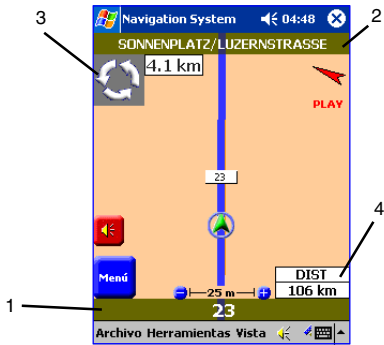 3
2
Navigation System 04:48
SONNENPLATZ/LUZERNSTRASSE
4.1 km
PLAY
23
4
Menú
DIST
25 m
106 km
1
23
Archivo Herramientas Vista